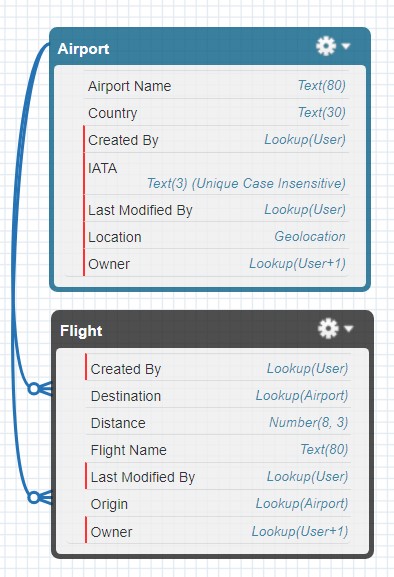 Airport
Airport Name Text(80)
Country Text(30)
Created By Lookup(User)
IATA
Text(3) (Unique Case Insensitive)
Last Modified By Lookup(User)
Location Geolocation
Owner Lookup(User+1)
Flight
Created By Lookup(User)
Destination Lookup(Airport)
Distance Number(8, 3)
Flight Name Text(80)
Last Modified By Lookup(User)
Origin Lookup(Airport)
Owner Lookup(User+1)